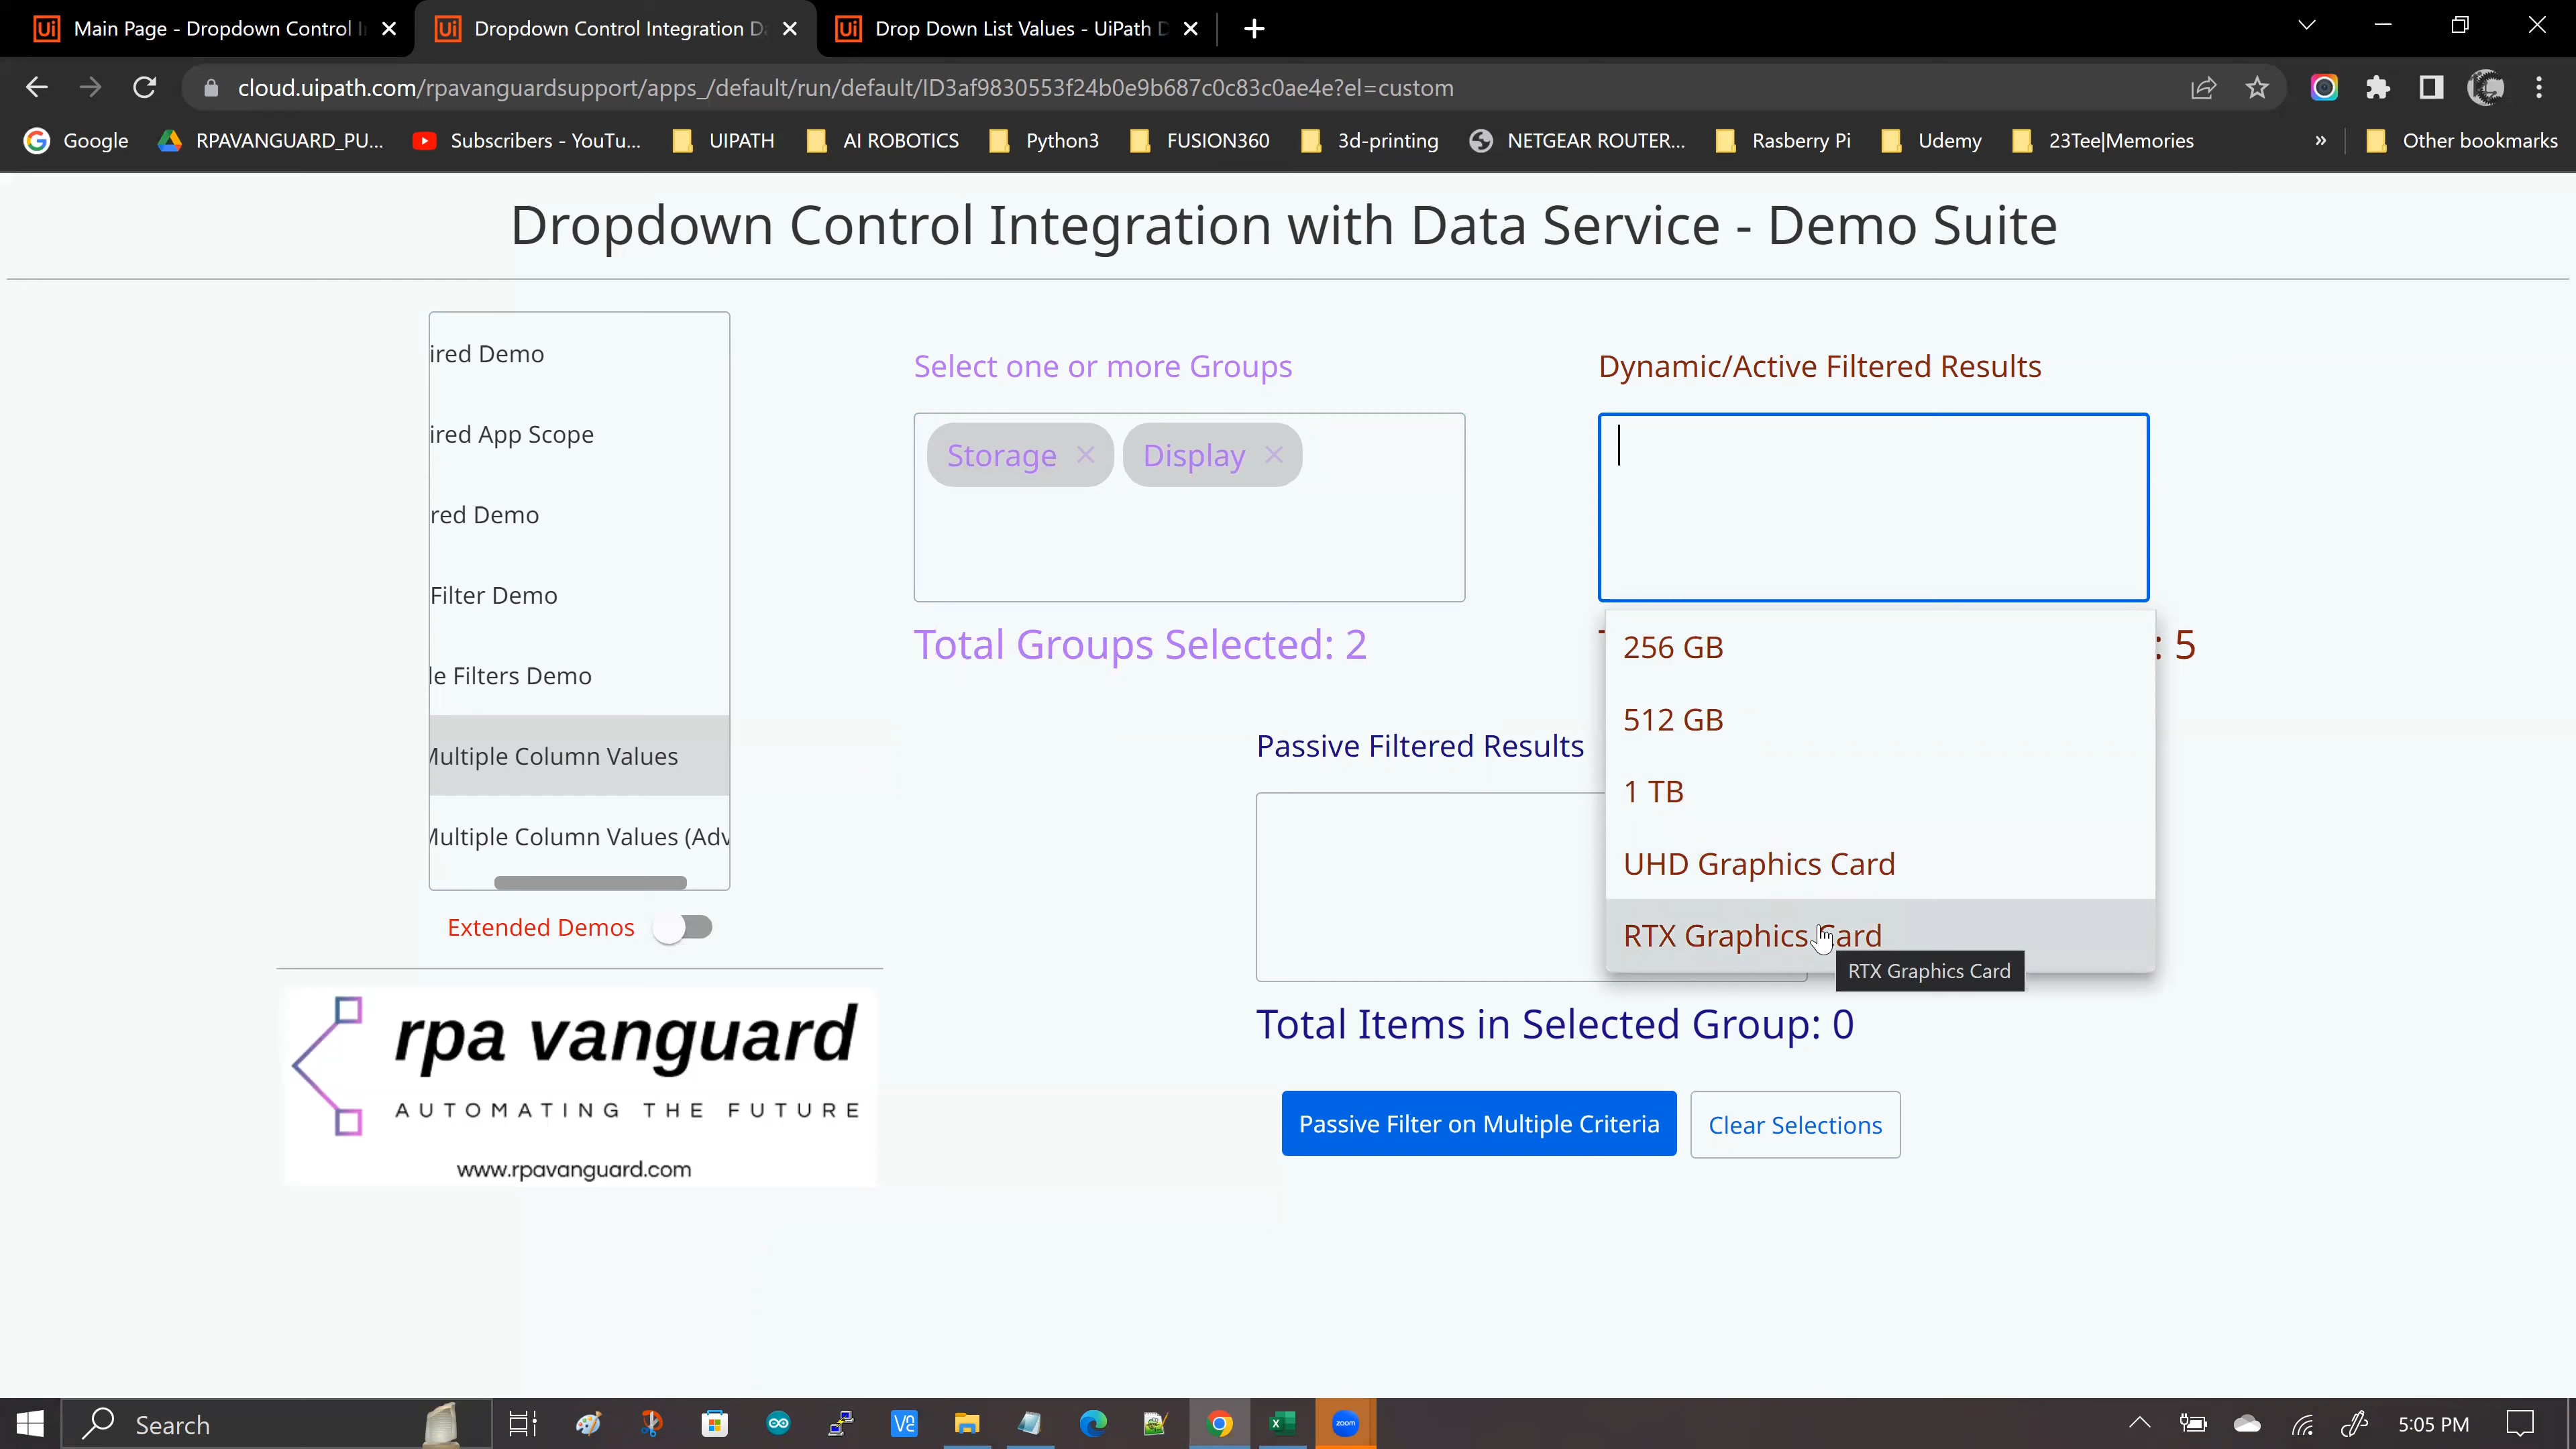 Main Page - Dropdown Control I
Dropdown Control Integration D
Drop Down List Values - UiPath D
cloud.uipath.com/rpavanguardsupport/apps_/default/run/default/ID3af9830553f24b0e9b687c0c83c0ae4e?el=custom
Google
RPAVANGUARD_PU...
Subscribers - YouTu...
UIPATH
AI ROBOTICS
Python3
FUSION360
3d-printing
NETGEAR ROUTER...
Rasberry Pi
Udemy
23Tee|Memories
»
Other bookmarks
Dropdown Control Integration with Data Service - Demo Suite
ired Demo
ired App Scope
red Demo
Filter Demo
le Filters Demo
Multiple Column Values
Multiple Column Values (Adv
Extended Demos
rpa vanguard
AUTOMATING THE FUTURE
www.rpavanguard.com
Select one or more Groups
Storage ×
Display ×
Total Groups Selected: 2
Dynamic/Active Filtered Results
: 5
256 GB
512 GB
1 TB
UHD Graphics Card
RTX Graphics Card
RTX Graphics Card
Passive Filtered Results
Total Items in Selected Group: 0
Passive Filter on Multiple Criteria
Clear Selections
Search
zoom
5:05 PM